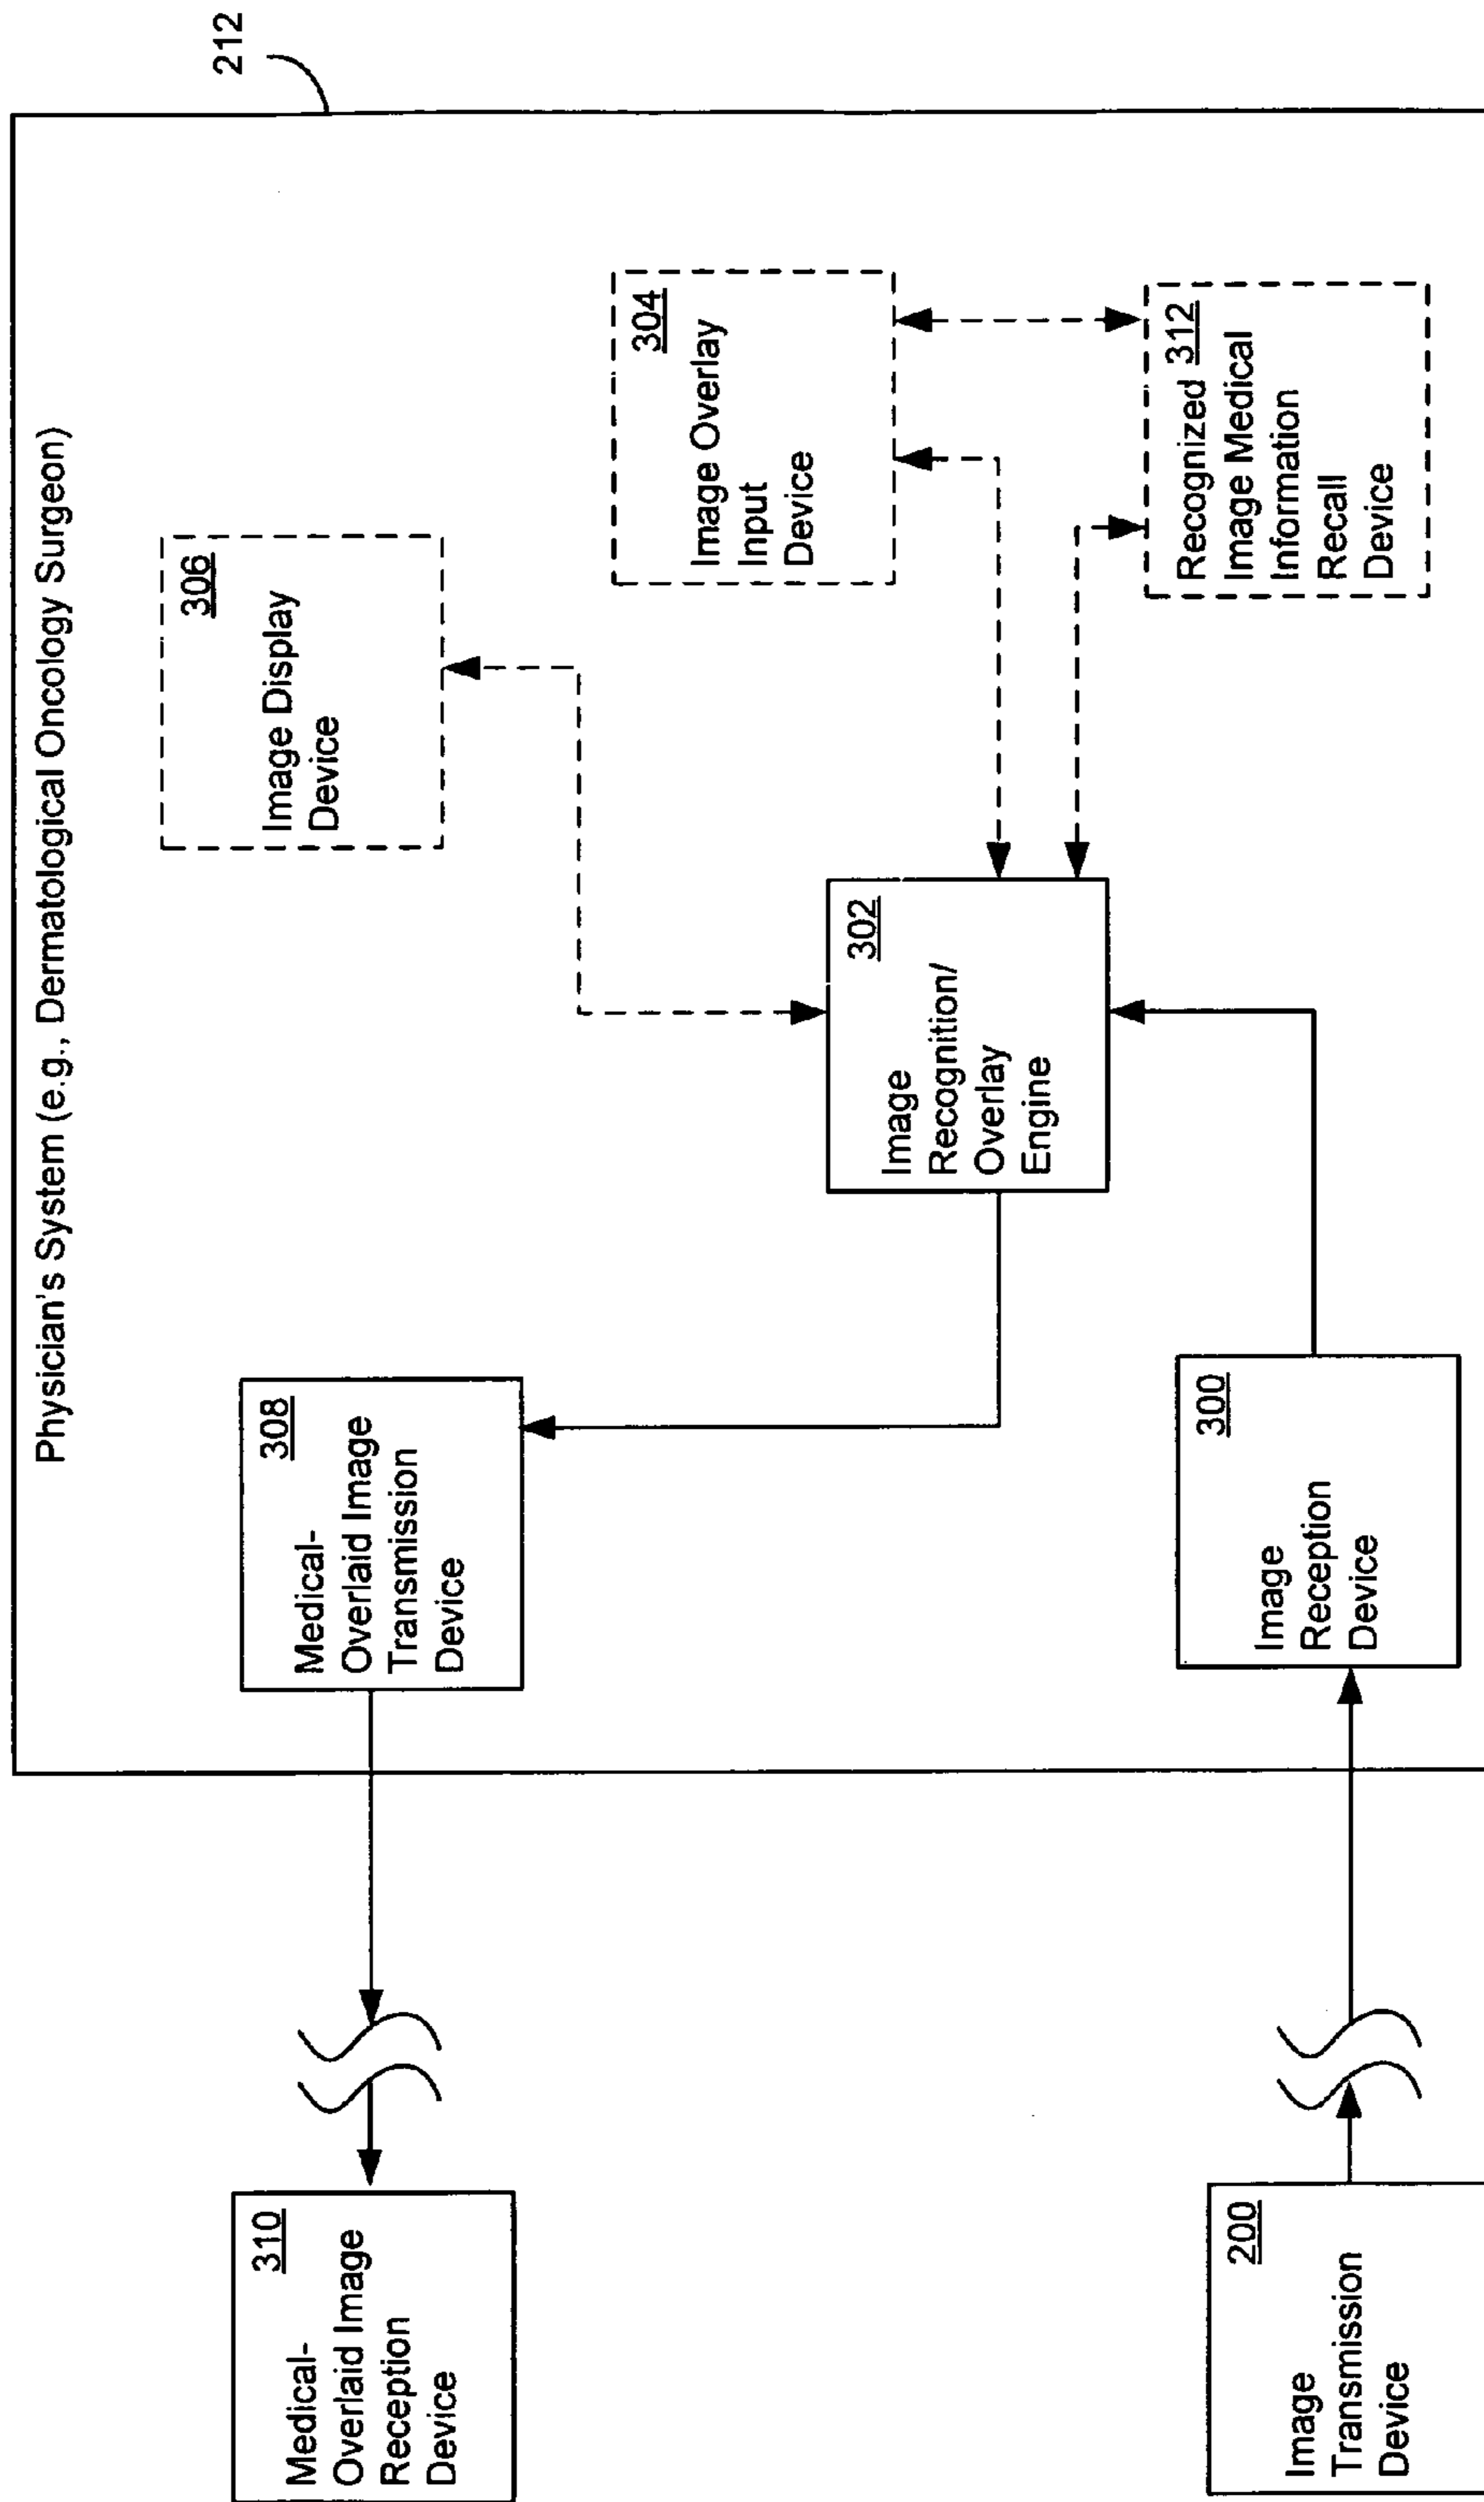 212
Physician's System (e.g., Dermatological Oncology Surgeon)
310
Medical-
Overlaid Image
Reception
Device
308
Medical-
Overlaid Image
Transmission
Device
306
Image Display
Device
304
Image Overlay
Input
Device
302
Image
Recognition/
Overlay
Engine
200
Image
Transmission
Device
300
Image
Reception
Device
Recognized 312
Image Medical
Information
Recall
Device